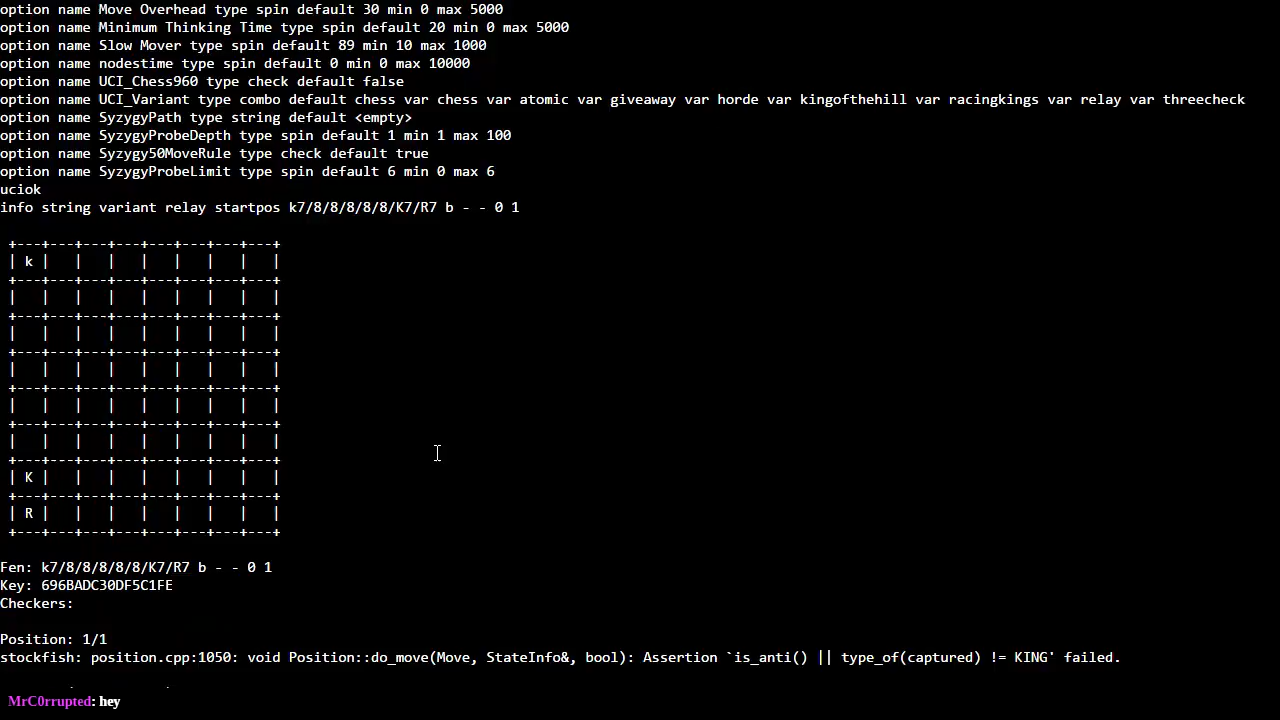 option name Move Overhead type spin default 30 min 0 max 5000
option name Minimum Thinking Time type spin default 20 min 0 max 5000
option name Slow Mover type spin default 89 min 10 max 1000
option name nodestime type spin default 0 min 0 max 10000
option name UCI_Chess960 type check default false
option name UCI_Variant type combo default chess var chess var atomic var giveaway var horde var kingofthehill var racingkings var relay var threecheck
option name SyzygyPath type string default <empty>
option name SyzygyProbeDepth type spin default 1 min 1 max 100
option name Syzygy50MoveRule type check default true
option name SyzygyProbeLimit type spin default 6 min 0 max 6
uciok
info string variant relay startpos k7/8/8/8/8/8/K7/R7 b - - 0 1
+---+---+---+---+---+---+---+---+
| k |   |   |   |   |   |   |   |
+---+---+---+---+---+---+---+---+
|   |   |   |   |   |   |   |   |
+---+---+---+---+---+---+---+---+
|   |   |   |   |   |   |   |   |
+---+---+---+---+---+---+---+---+
|   |   |   |   |   |   |   |   |
+---+---+---+---+---+---+---+---+
|   |   |   |   |   |   |   |   |
+---+---+---+---+---+---+---+---+
|   |   |   |   |   |   |   |   |
+---+---+---+---+---+---+---+---+
| K |   |   |   |   |   |   |   |
+---+---+---+---+---+---+---+---+
| R |   |   |   |   |   |   |   |
+---+---+---+---+---+---+---+---+
Fen: k7/8/8/8/8/8/K7/R7 b - - 0 1
Key: 696BADC30DF5C1FE
Checkers:
Position: 1/1
stockfish: position.cpp:1050: void Position::do_move(Move, StateInfo&, bool): Assertion `is_anti() || type_of(captured) != KING' failed.
MrC0rrupted: hey